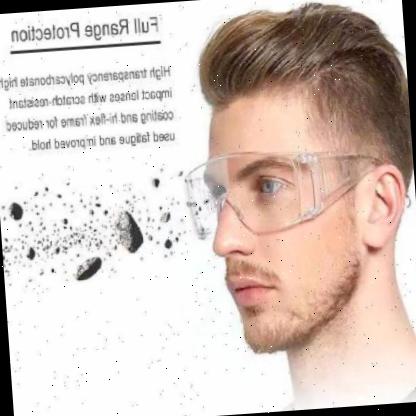 Full Range Protection
High transparency polycarbonate high
impact lenses with scratch-resistant
coating and hi-flex frame for reduced
used fatigue and improved hold.